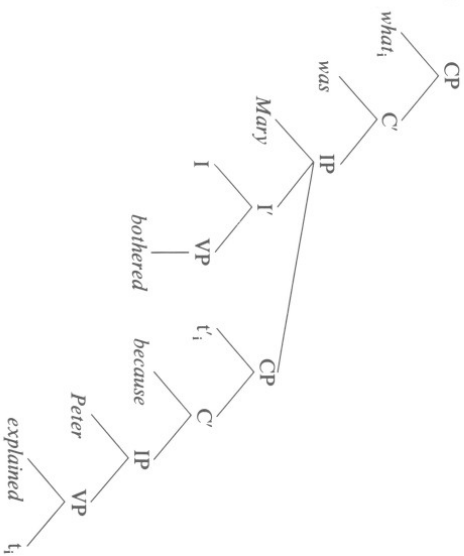 CP
what_i C′
was IP
Mary I′ CP
I VP t′_i C′
bothered because IP
Peter VP
explained t_i